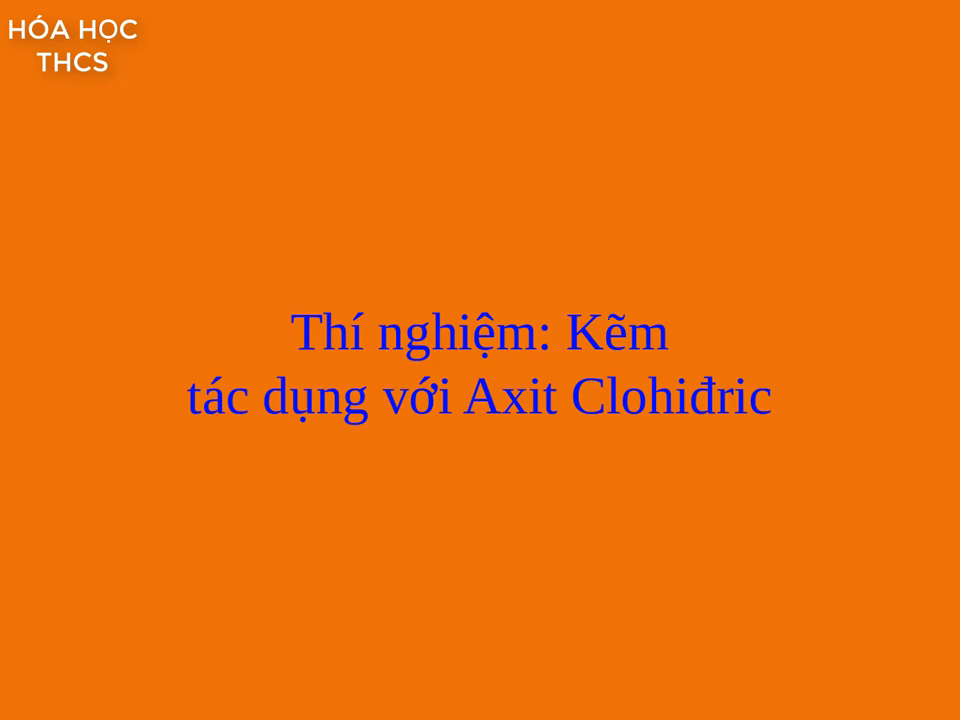 HÓA HỌC
THCS
Thí nghiệm: Kẽm
tác dụng với Axit Clohiđric